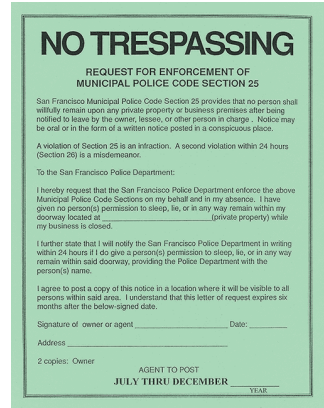 NO TRESPASSING
REQUEST FOR ENFORCEMENT OF
MUNICIPAL POLICE CODE SECTION 25
San Francisco Municipal Police Code Section 25 provides that no person shall
willfully remain upon any private property or business premises after being
notified to leave by the owner, lessee, or other person in charge . Notice may
be oral or in the form of a written notice posted in a conspicuous place.
A violation of Section 25 is an infraction. A second violation within 24 hours
(Section 26) is a misdemeanor.
To the San Francisco Police Department:
I hereby request that the San Francisco Police Department enforce the above
Municipal Police Code Sections on my behalf and in my absence. I have
given no person(s) permission to sleep, lie, or in any way remain within my
doorway located at ____________________(private property) while
my business is closed.
I further state that I will notify the San Francisco Police Department in writing
within 24 hours if I do give a person(s) permission to sleep, lie, or in any way
remain within said doorway, providing the Police Department with the
person(s) name.
I agree to post a copy of this notice in a location where it will be visible to all
persons within said area. I understand that this letter of request expires six
months after the below-signed date.
Signature of owner or agent __________________ Date: _______
Address ______________________________
2 copies: Owner
AGENT TO POST
JULY THRU DECEMBER __________
YEAR